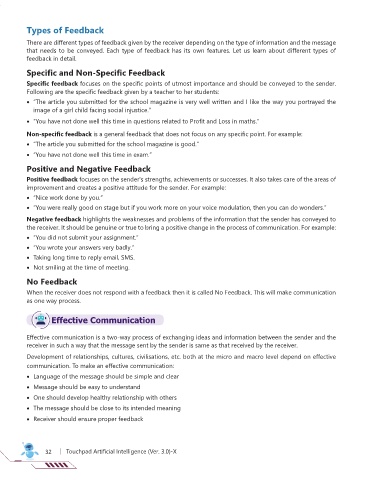 Types of Feedback
There are different types of feedback given by the receiver depending on the type of information and the message
that needs to be conveyed. Each type of feedback has its own features. Let us learn about different types of
feedback in detail.
Specific and Non-Specific Feedback
Specific feedback focuses on the specific points of utmost importance and should be conveyed to the sender.
Following are the specific feedback given by a teacher to her students:
• "The article you submitted for the school magazine is very well written and I like the way you portrayed the
image of a girl child facing social injustice."
• "You have not done well this time in questions related to Profit and Loss in maths."
Non-specific feedback is a general feedback that does not focus on any specific point. For example:
• "The article you submitted for the school magazine is good."
• "You have not done well this time in exam."
Positive and Negative Feedback
Positive feedback focuses on the sender's strengths, achievements or successes. It also takes care of the areas of
improvement and creates a positive attitude for the sender. For example:
• "Nice work done by you."
• "You were really good on stage but if you work more on your voice modulation, then you can do wonders."
Negative feedback highlights the weaknesses and problems of the information that the sender has conveyed to
the receiver. It should be genuine or true to bring a positive change in the process of communication. For example:
• "You did not submit your assignment."
• "You wrote your answers very badly."
• Taking long time to reply email, SMS.
• Not smiling at the time of meeting.
No Feedback
When the receiver does not respond with a feedback then it is called No Feedback. This will make communication
as one way process.
Effective Communication
Effective communication is a two-way process of exchanging ideas and information between the sender and the
receiver in such a way that the message sent by the sender is same as that received by the receiver.
Development of relationships, cultures, civilisations, etc. both at the micro and macro level depend on effective
communication. To make an effective communication:
• Language of the message should be simple and clear
• Message should be easy to understand
• One should develop healthy relationship with others
• The message should be close to its intended meaning
• Receiver should ensure proper feedback
32 | Touchpad Artificial Intelligence (Ver. 3.0)-X